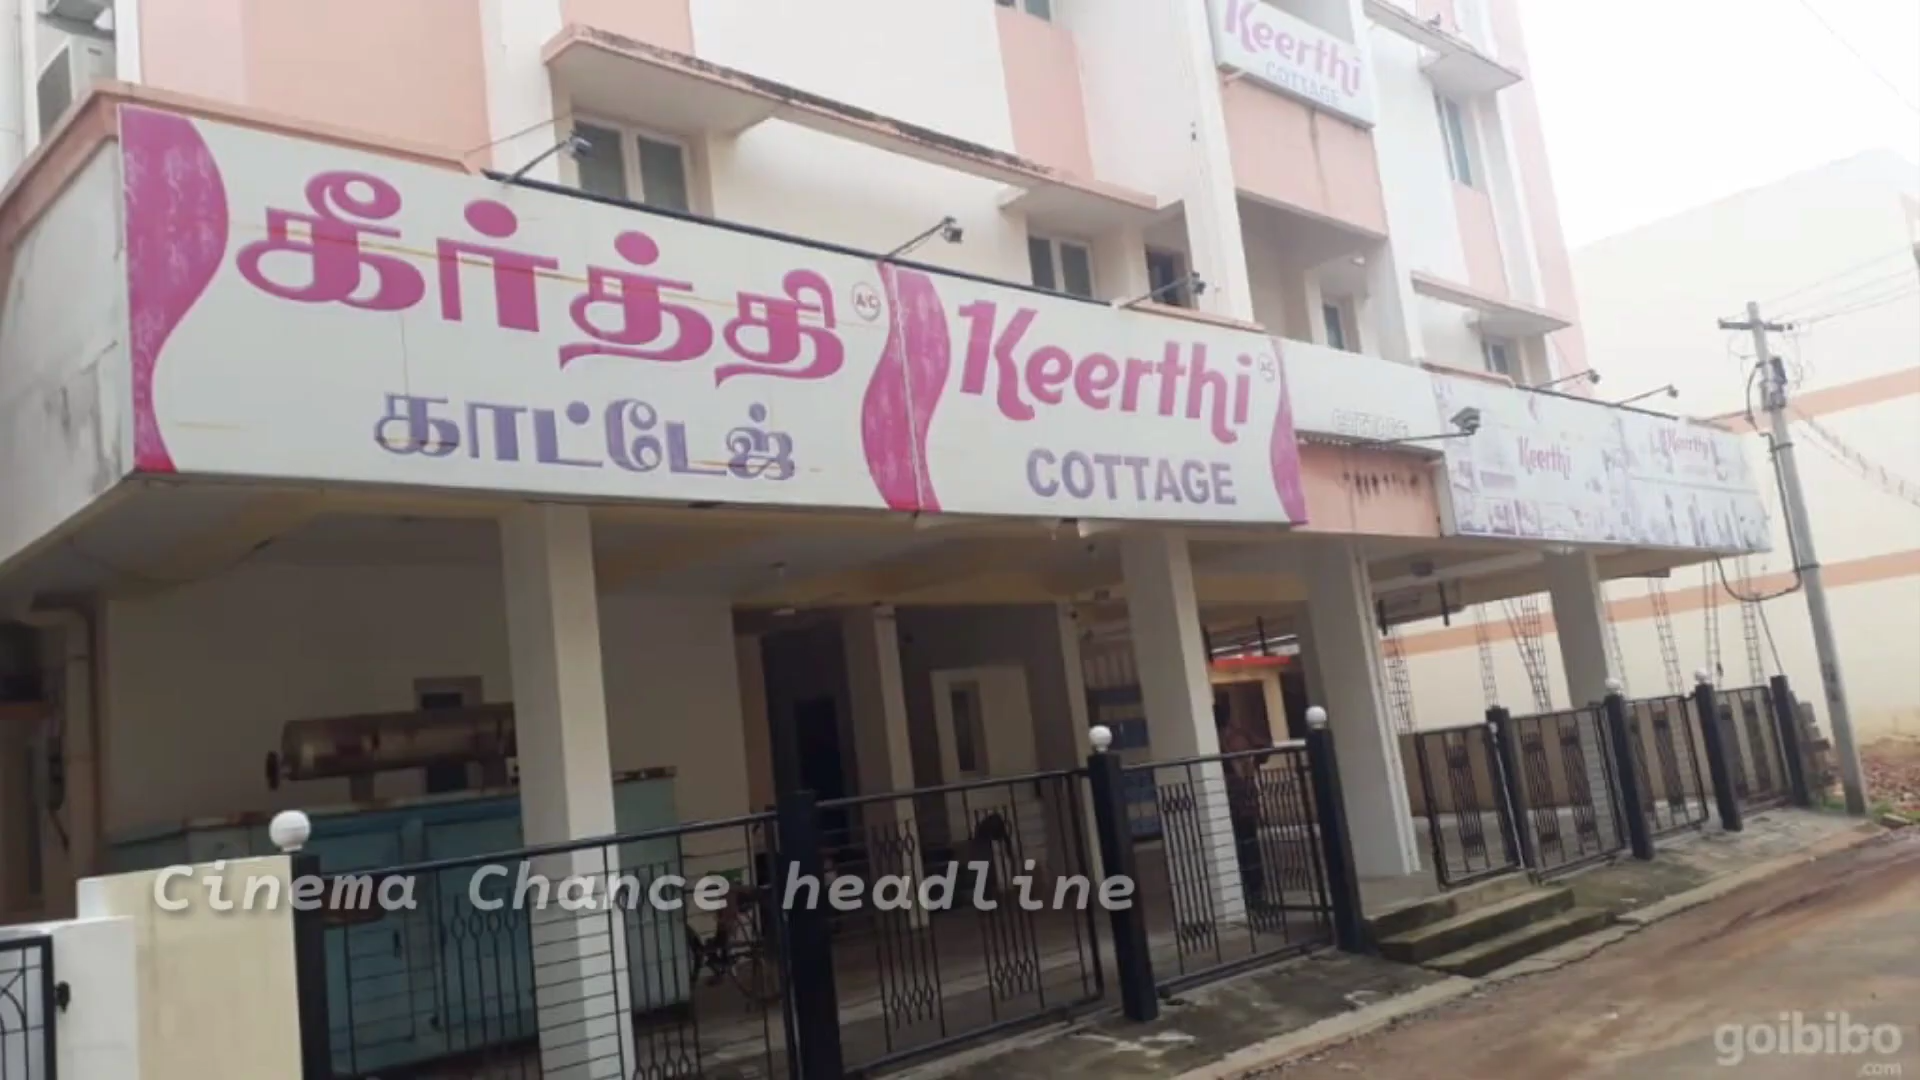 Keerthi
COTTAGE
கீர்த்தி
A/C
காட்டேஜ்
Keerthi
COTTAGE
Keerthi
Keerthi
Cinema Chance headline
goibibo
.com